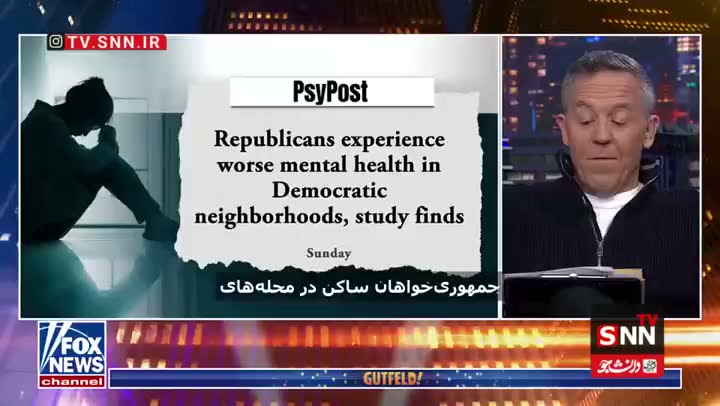 TV.SNN.IR
PsyPost
Republicans experience
worse mental health in
Democratic
neighborhoods, study finds
Sunday
جمهوری‌خواهان ساکن در محله‌های
FOX
NEWS
channel
GUTFELD!
SNN
TV
دانشجو